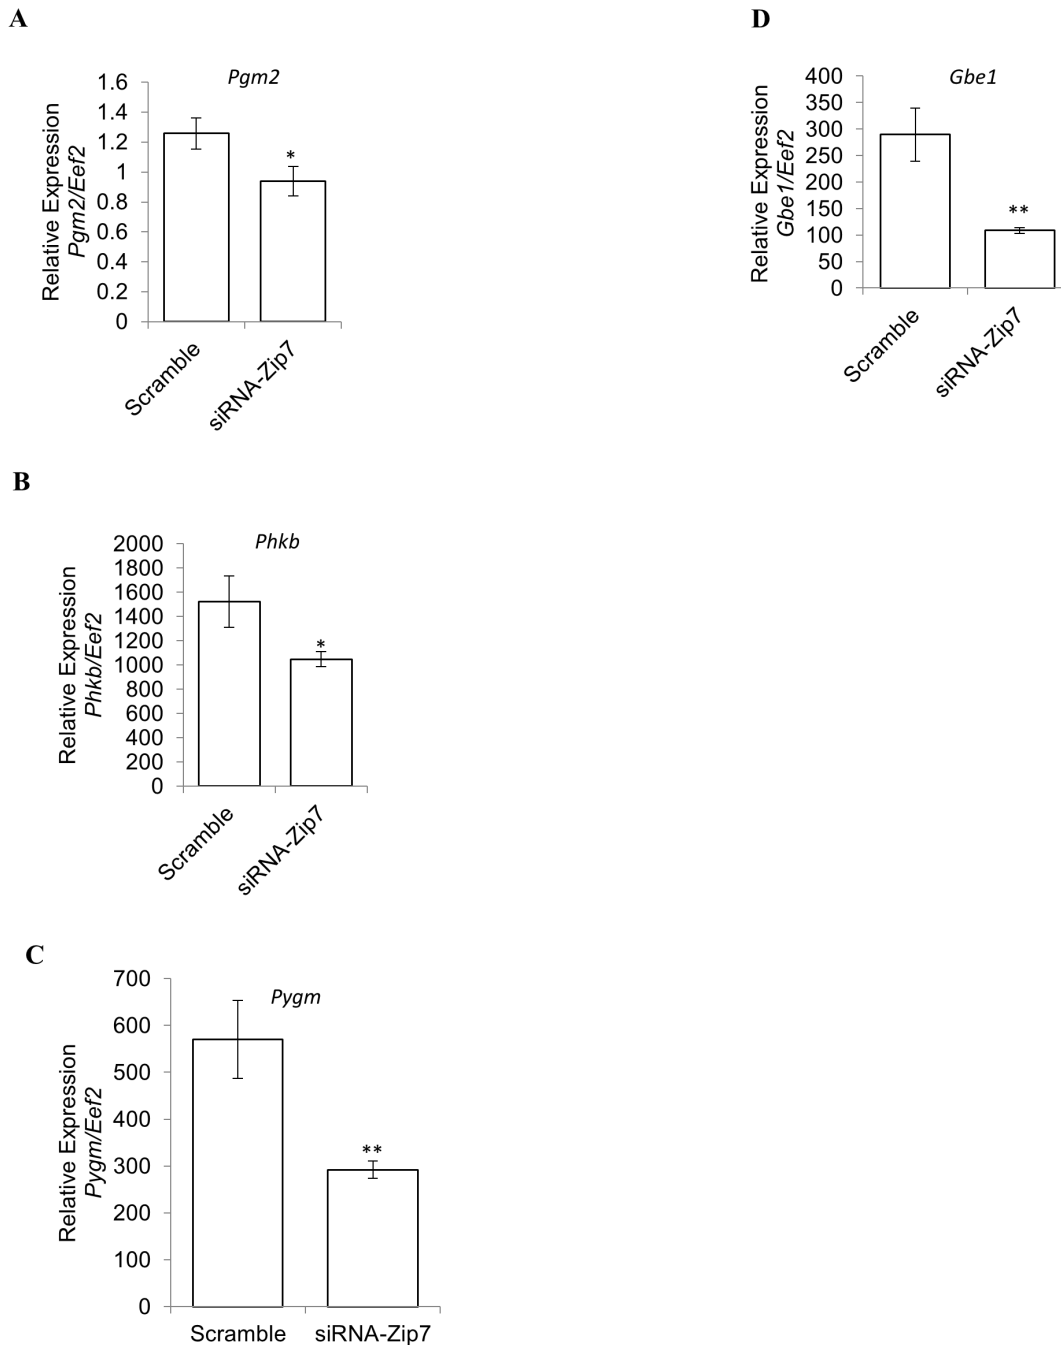 A
Pgm2
Relative Expression
Pgm2/Eef2
1.6
1.4
1.2
1
0.8
0.6
0.4
0.2
0
*
Scramble
siRNA-Zip7
D
Gbe1
Relative Expression
Gbe1/Eef2
400
350
300
250
200
150
100
50
0
**
Scramble
siRNA-Zip7
B
Phkb
Relative Expression
Phkb/Eef2
2000
1800
1600
1400
1200
1000
800
600
400
200
0
*
Scramble
siRNA-Zip7
C
Pygm
Relative Expression
Pygm/Eef2
700
600
500
400
300
200
100
0
**
Scramble
siRNA-Zip7